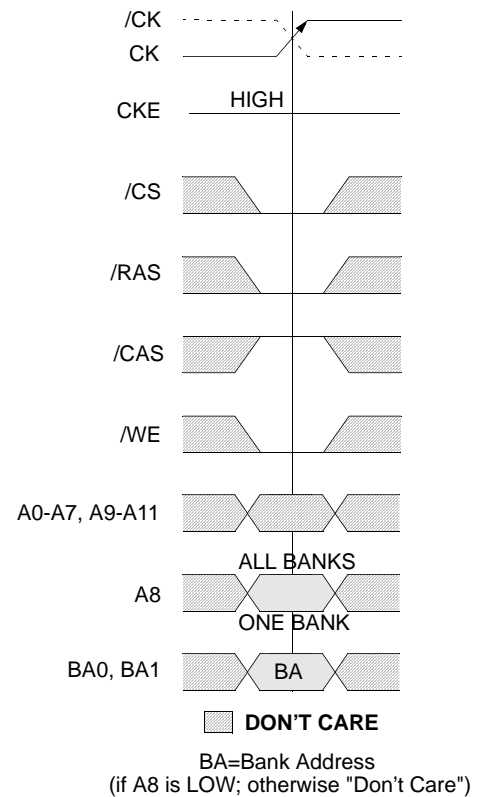 /CK
CK
HIGH
CKE
/CS
/RAS
/CAS
/WE
A0-A7, A9-A11
ALL BANKS
A8
ONE BANK
BA0, BA1
BA
DON'T CARE
BA=Bank Address
(if A8 is LOW; otherwise "Don't Care")